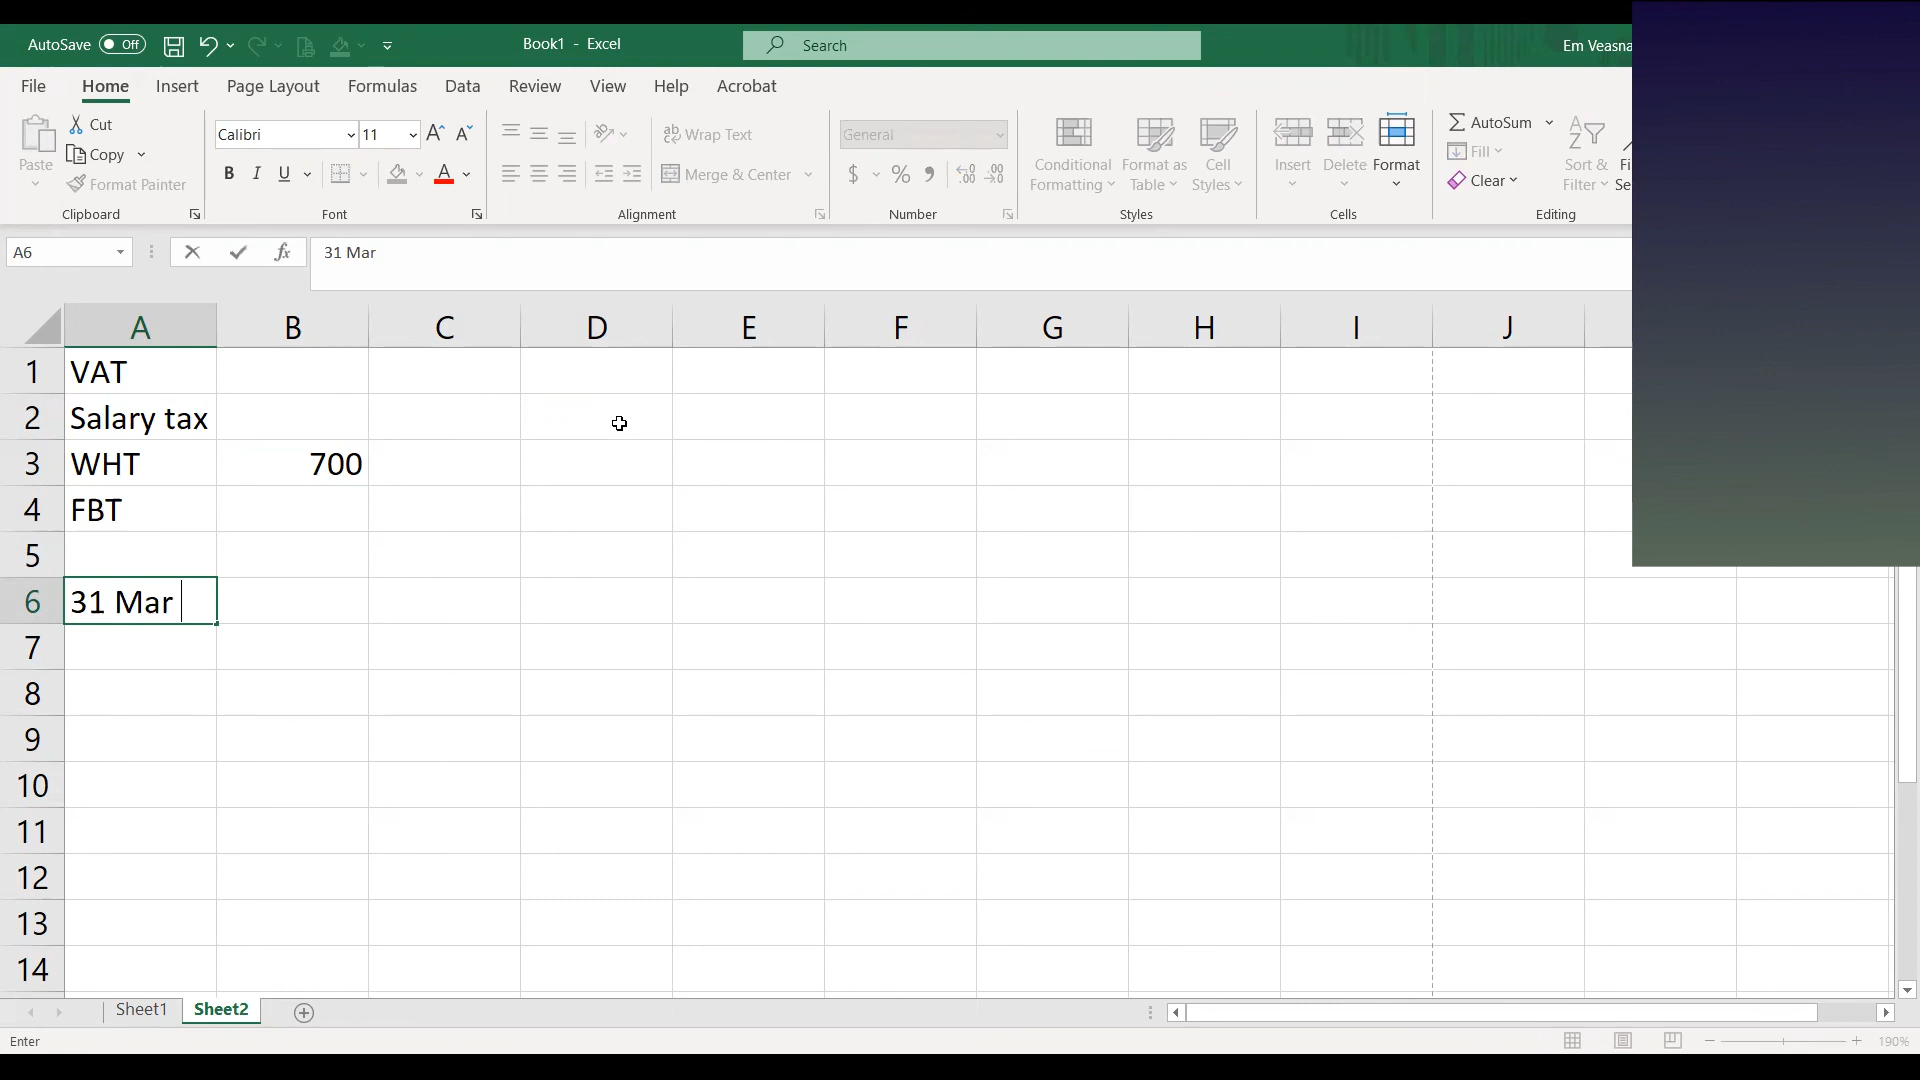 AutoSave Off
Book1 - Excel
Search
Em Veasna
File Home Insert Page Layout Formulas Data Review View Help Acrobat
Paste
Cut
Copy
Format Painter
Clipboard
Calibri 11
B I U A
Font
ab Wrap Text
Merge & Center
Alignment
General
$ % 9
Number
Conditional Formatting
Format as Table
Cell Styles
Styles
Insert Delete Format
Cells
AutoSum
Fill
Clear
Sort & Filter
Editing
A6
fx
31 Mar
A B C D E F G H I J
1 VAT
2 Salary tax
3 WHT 700
4 FBT
5
6 31 Mar
7
8
9
10
11
12
13
14
Sheet1 Sheet2
Enter
190%